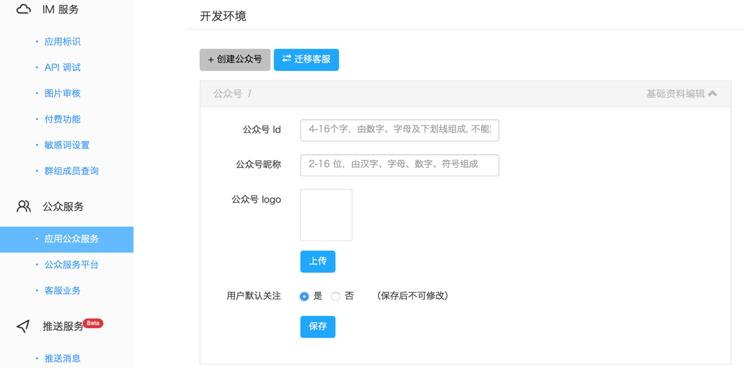 IM 服务
应用标识
API 调试
图片审核
付费功能
敏感词设置
群组成员查询
公众服务
应用公众服务
公众服务平台
客服业务
推送服务 Beta
推送消息
开发环境
+ 创建公众号
迁移客服
公众号 1
基础资料编辑
公众号 Id
4-16个字，由数字、字母及下划线组成, 不能
公众号昵称
2-16 位，由汉字、字母、数字、符号组成
公众号 logo
上传
用户默认关注 是 否 （保存后不可修改）
保存